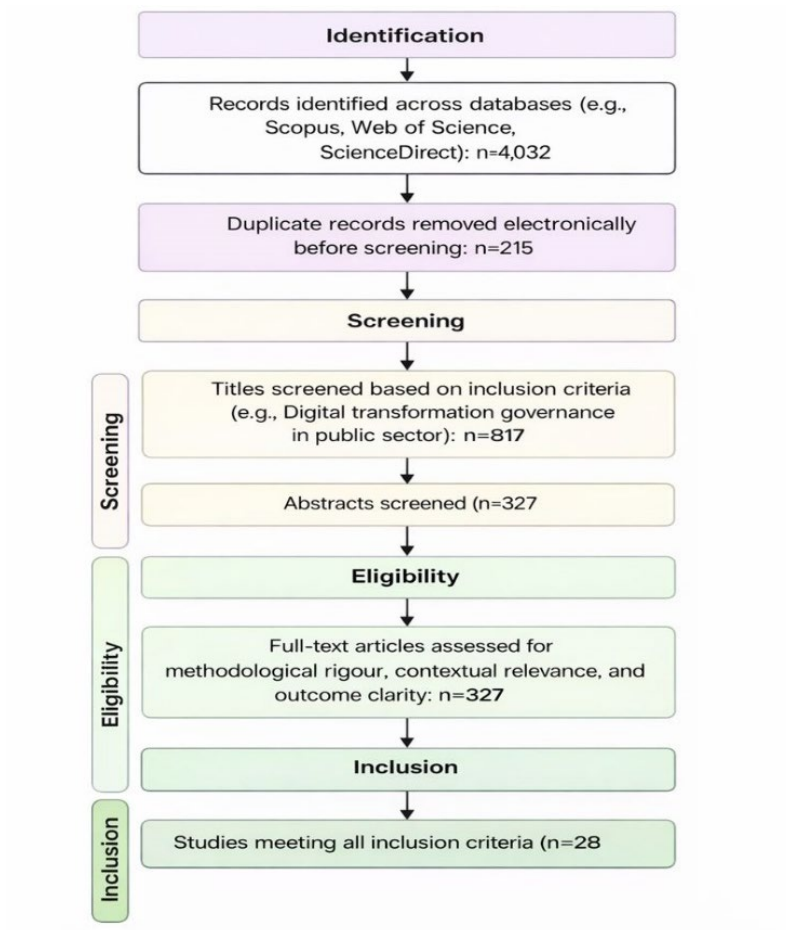 Identification
Records identified across databases (e.g.,
Scopus, Web of Science,
ScienceDirect): n=4,032
Duplicate records removed electronically
before screening: n=215
Screening
Screening
Titles screened based on inclusion criteria
(e.g., Digital transformation governance
in public sector): n=817
Abstracts screened (n=327
Eligibility
Eligibility
Full-text articles assessed for
methodological rigour, contextual relevance, and
outcome clarity: n=327
Inclusion
Inclusion
Studies meeting all inclusion criteria (n=28